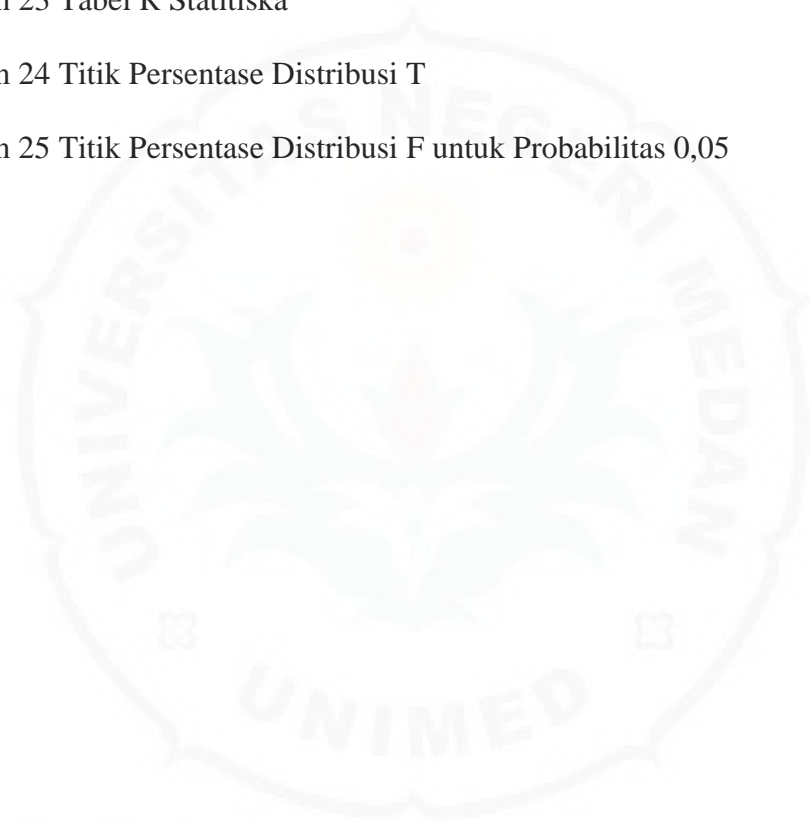 n 23 Tabel R Statitiska
n 24 Titik Persentase Distribusi T
n 25 Titik Persentase Distribusi F untuk Probabilitas 0,05
UNIVERSITAS NEGERI MEDAN
UNIMED